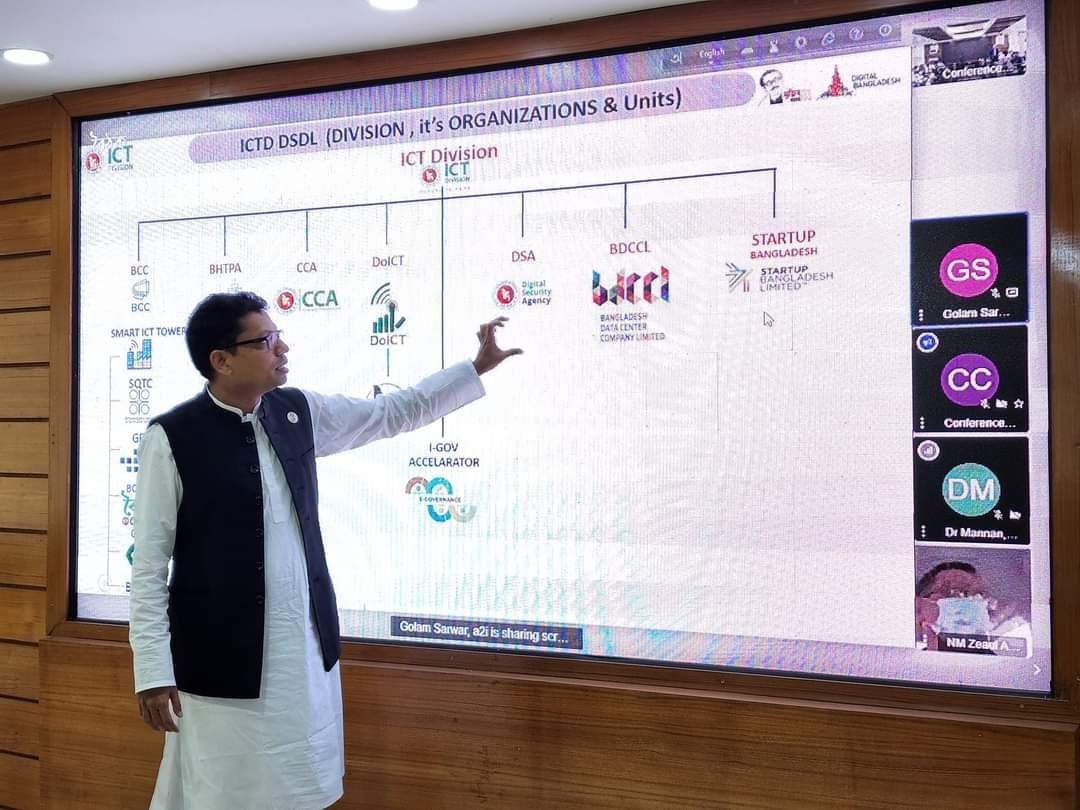 English
DIGITAL
BANGLADESH
Conference...
ICT
DIVISION
ICTD DSDL (DIVISION , it's ORGANIZATIONS & Units)
ICT Division
ICT
DIVISION
BCC
BHTPA
CCA
DoICT
DSA
BDCCL
STARTUP
BANGLADESH
BCC
CCA
DoICT
Digital
Security
Agency
bdccl
BANGLADESH
DATA CENTER
COMPANY LIMITED
STARTUP
BANGLADESH
LIMITED
SMART ICT TOWER
SQTC
I-GOV
ACCELARATOR
E-GOVERNANCE
GS
Golam Sar...
CC
Conference...
DM
Dr Mannan,...
NM Zeaul A...
Golam Sarwar, a2i is sharing scr...